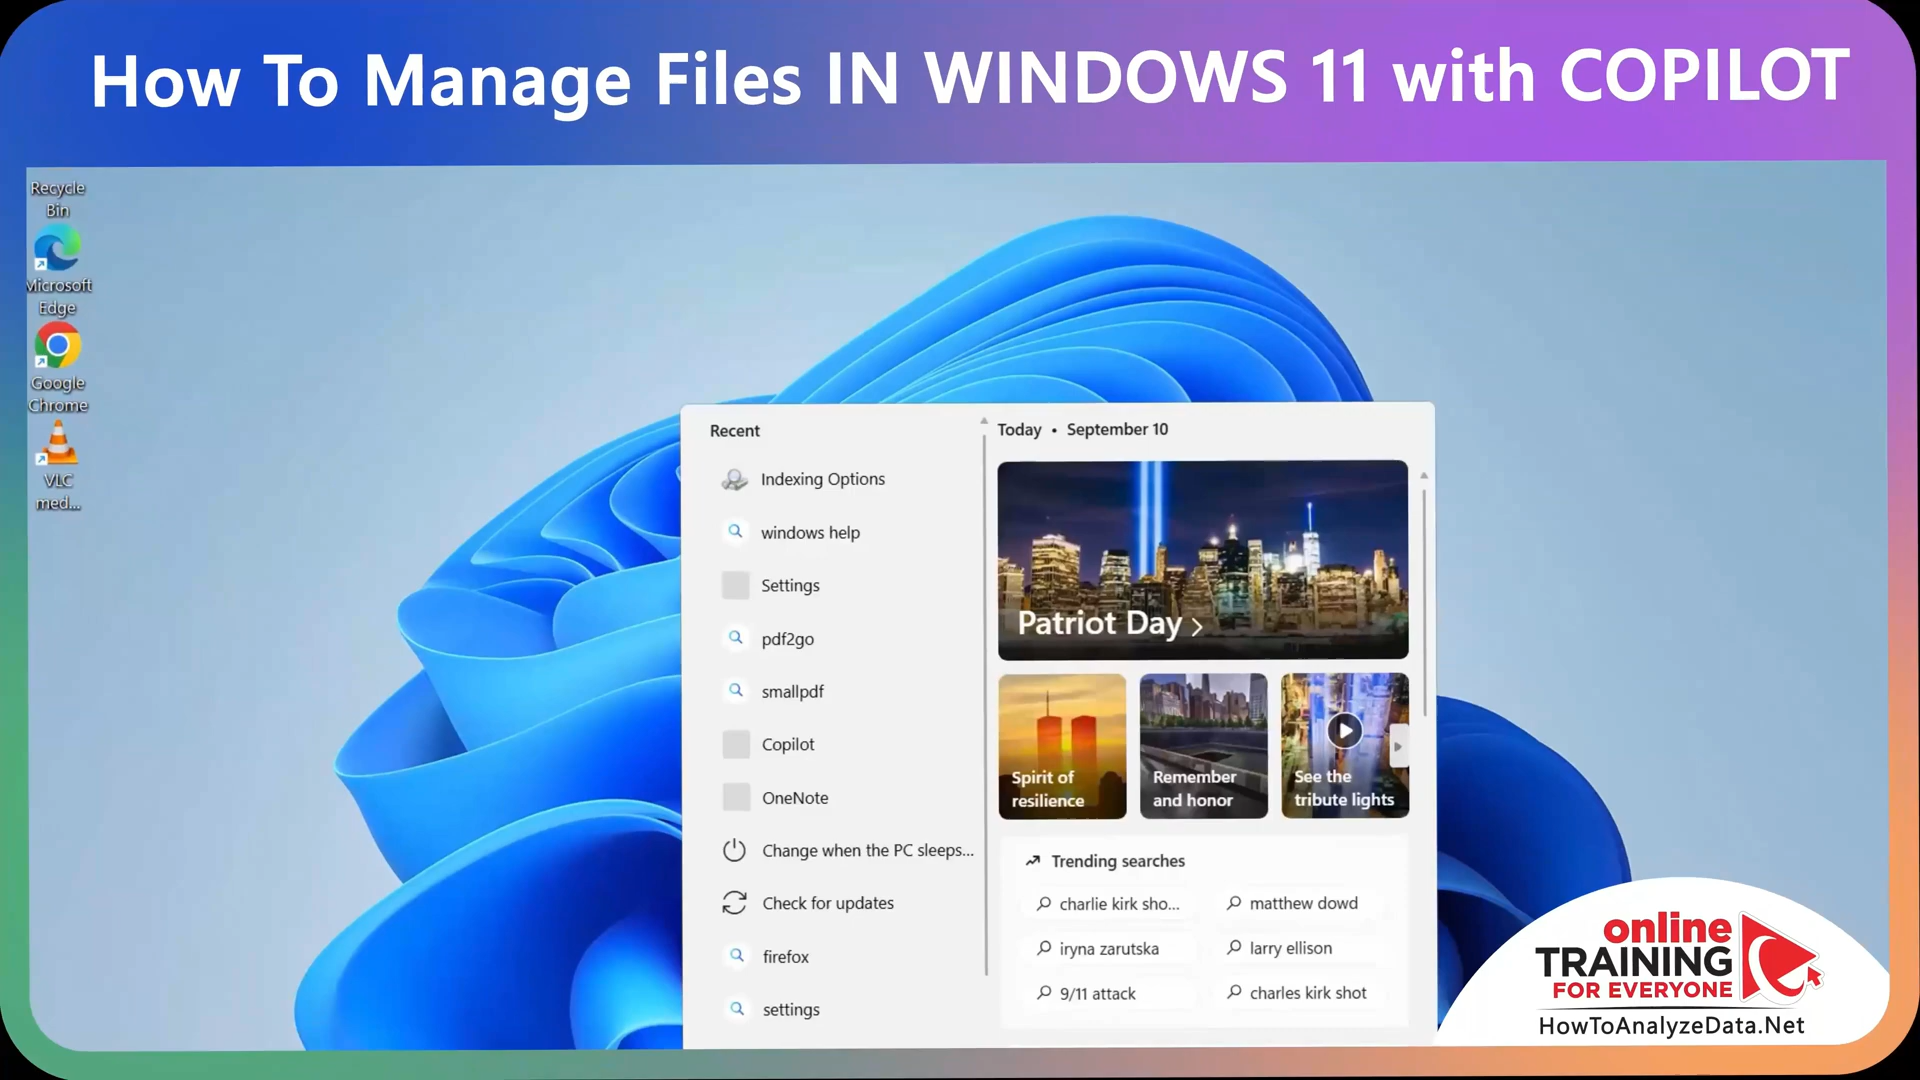 How To Manage Files IN WINDOWS 11 with COPILOT
Recycle
Bin
Microsoft
Edge
Google
Chrome
VLC
med...
Recent
Indexing Options
windows help
Settings
pdf2go
smallpdf
Copilot
OneNote
Change when the PC sleeps...
Check for updates
firefox
settings
Today • September 10
Patriot Day
Spirit of
resilience
Remember
and honor
See the
tribute lights
Trending searches
charlie kirk sho...
matthew dowd
iryna zarutska
larry ellison
9/11 attack
charles kirk shot
online
TRAINING
FOR EVERYONE
HowToAnalyzeData.Net